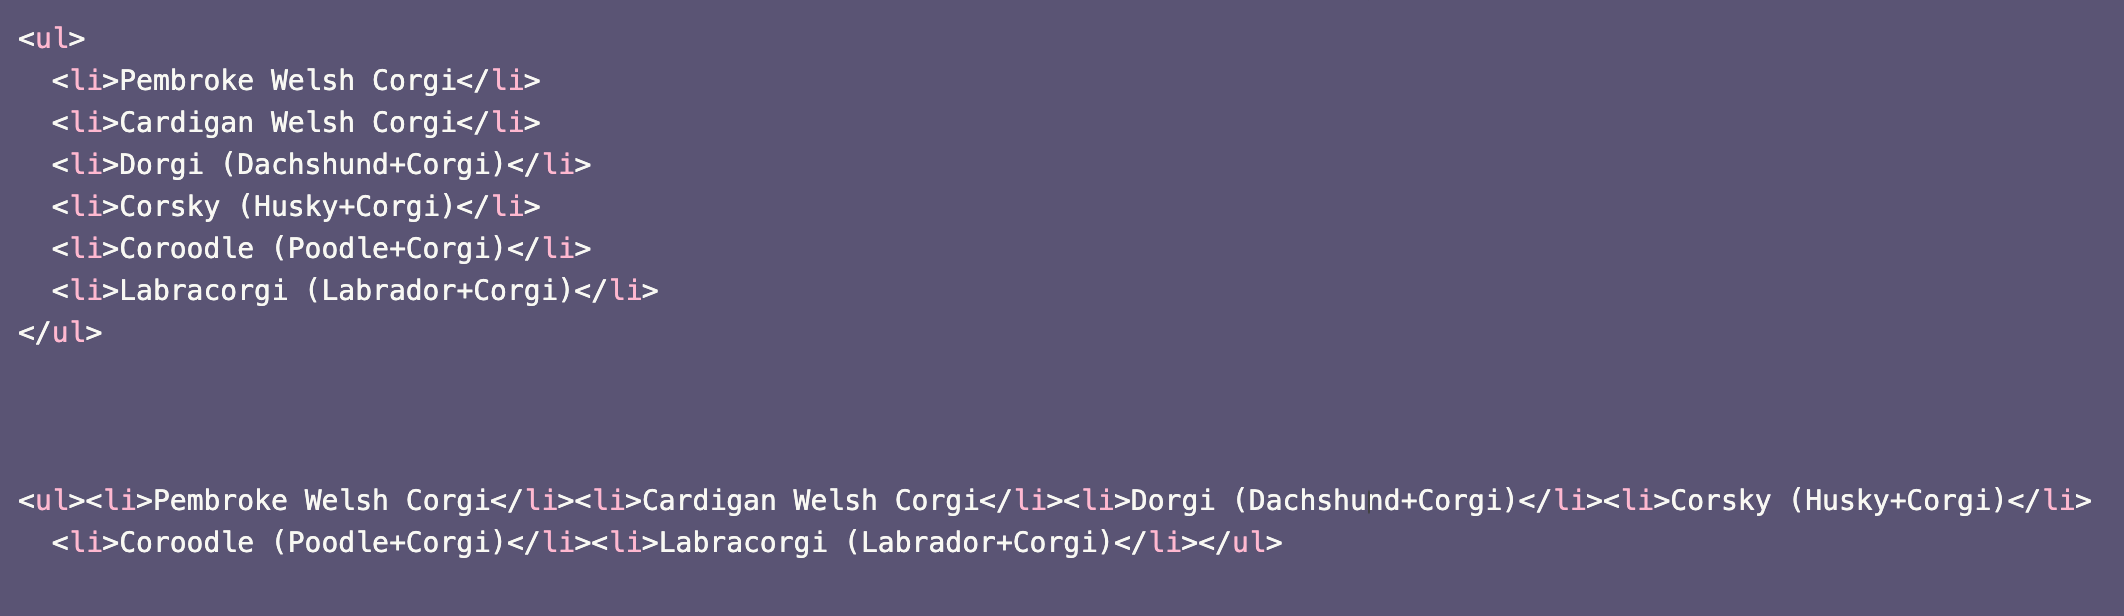 <ul>
  <li>Pembroke Welsh Corgi</li>
  <li>Cardigan Welsh Corgi</li>
  <li>Dorgi (Dachshund+Corgi)</li>
  <li>Corsky (Husky+Corgi)</li>
  <li>Coroodle (Poodle+Corgi)</li>
  <li>Labracorgi (Labrador+Corgi)</li>
</ul>
<ul><li>Pembroke Welsh Corgi</li><li>Cardigan Welsh Corgi</li><li>Dorgi (Dachshund+Corgi)</li><li>Corsky (Husky+Corgi)</li>
  <li>Coroodle (Poodle+Corgi)</li><li>Labracorgi (Labrador+Corgi)</li></ul>